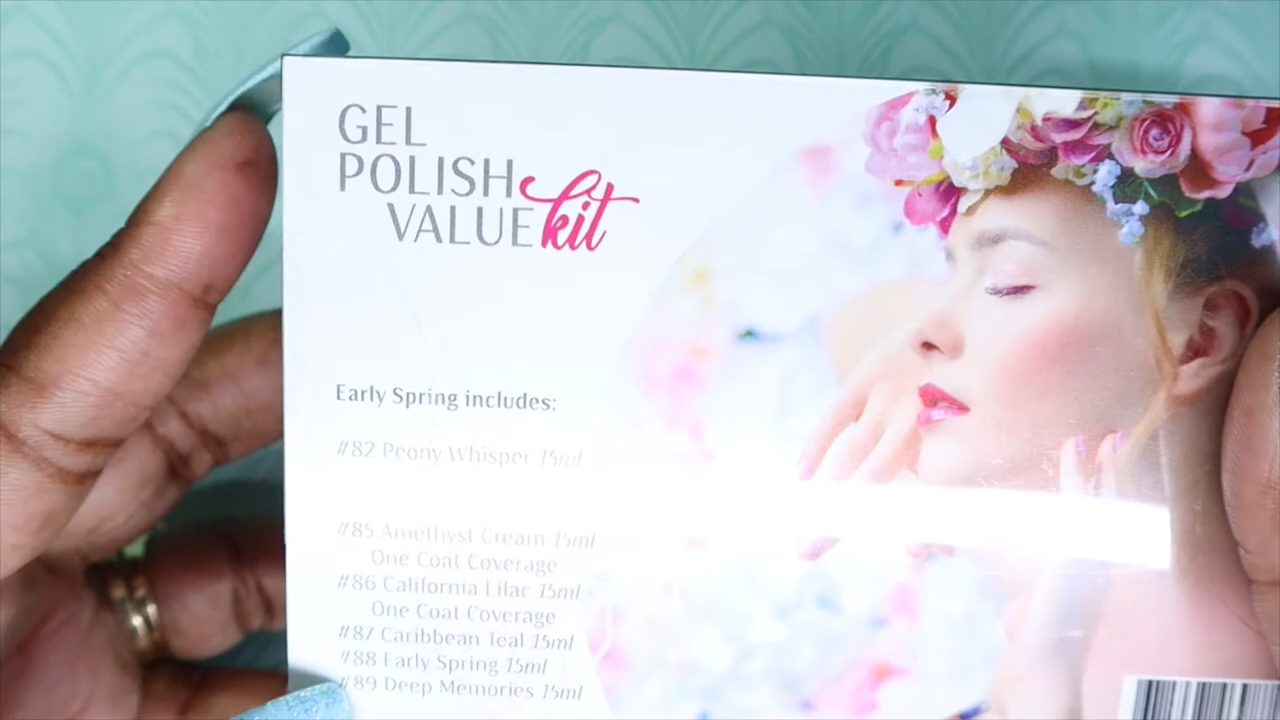 GEL
POLISH
VALUE kit
Early Spring includes:
#82 Peony Whisper 15ml
#85 Amethyst Cream 15ml
One Coat Coverage
#86 California Lilac 15ml -
One Coat Coverage
#87 Caribbean Teal 15ml
#88 Early Spring 15ml
#89 Deep Memories 15ml